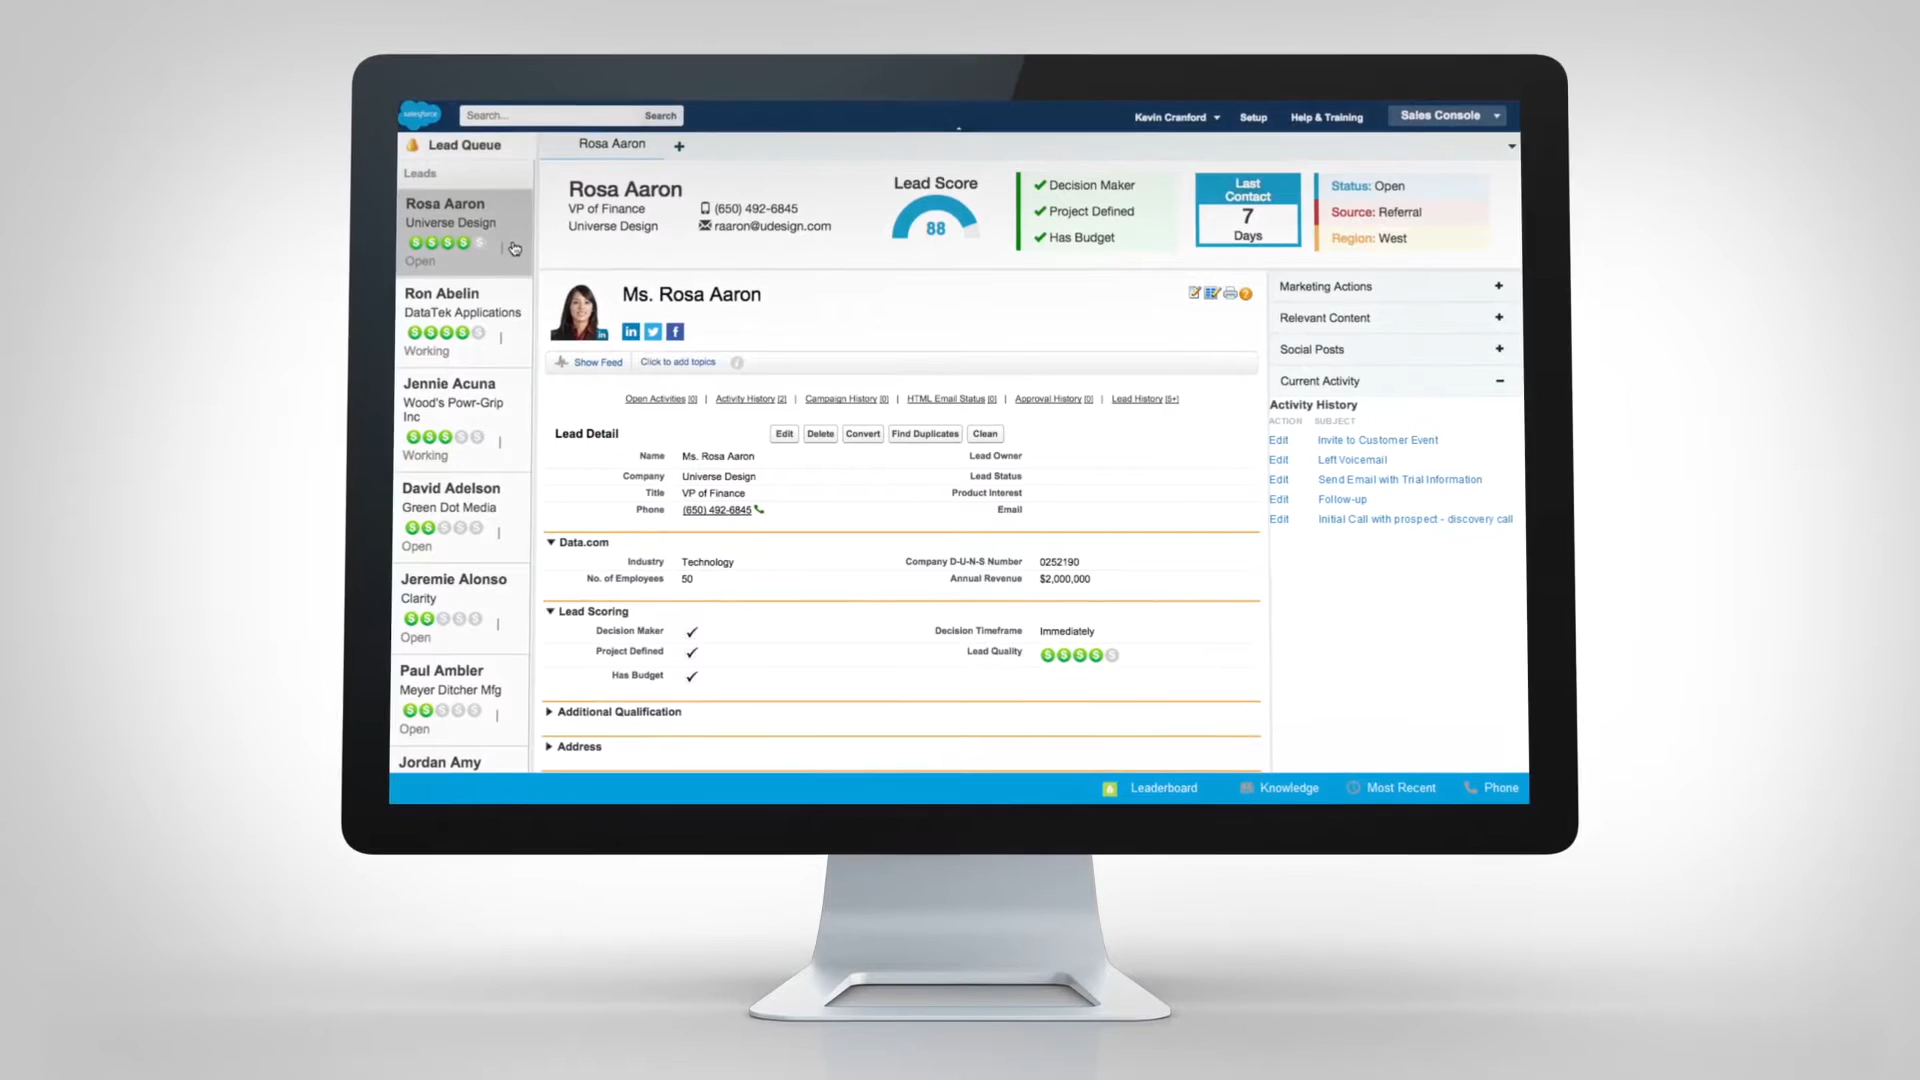 salesforce
Search...
Search
Kevin Cranford
Setup
Help & Training
Sales Console
Lead Queue
Leads
Rosa Aaron
Universe Design
Open
Ron Abelin
DataTek Applications
Working
Jennie Acuna
Wood's Powr-Grip
Inc
Working
David Adelson
Green Dot Media
Open
Jeremie Alonso
Clarity
Open
Paul Ambler
Meyer Ditcher Mfg
Open
Jordan Amy
Rosa Aaron
Rosa Aaron
VP of Finance
Universe Design
(650) 492-6845
raaron@udesign.com
Lead Score
88
Decision Maker
Project Defined
Has Budget
Last
Contact
7
Days
Status: Open
Source: Referral
Region: West
Ms. Rosa Aaron
Show Feed
Click to add topics
Open Activities [0] | Activity History [2] | Campaign History [0] | HTML Email Status [0] | Approval History [0] | Lead History [5+]
Lead Detail
Edit
Delete
Convert
Find Duplicates
Clean
Name Ms. Rosa Aaron
Lead Owner
Company Universe Design
Lead Status
Title VP of Finance
Product Interest
Phone (650) 492-6845
Email
Data.com
Industry Technology
Company D-U-N-S Number 0252190
No. of Employees 50
Annual Revenue $2,000,000
Lead Scoring
Decision Maker
Decision Timeframe Immediately
Project Defined
Lead Quality
Has Budget
Additional Qualification
Address
Marketing Actions
Relevant Content
Social Posts
Current Activity
Activity History
ACTION SUBJECT
Edit Invite to Customer Event
Edit Left Voicemail
Edit Send Email with Trial Information
Edit Follow-up
Edit Initial Call with prospect - discovery call
Leaderboard
Knowledge
Most Recent
Phone